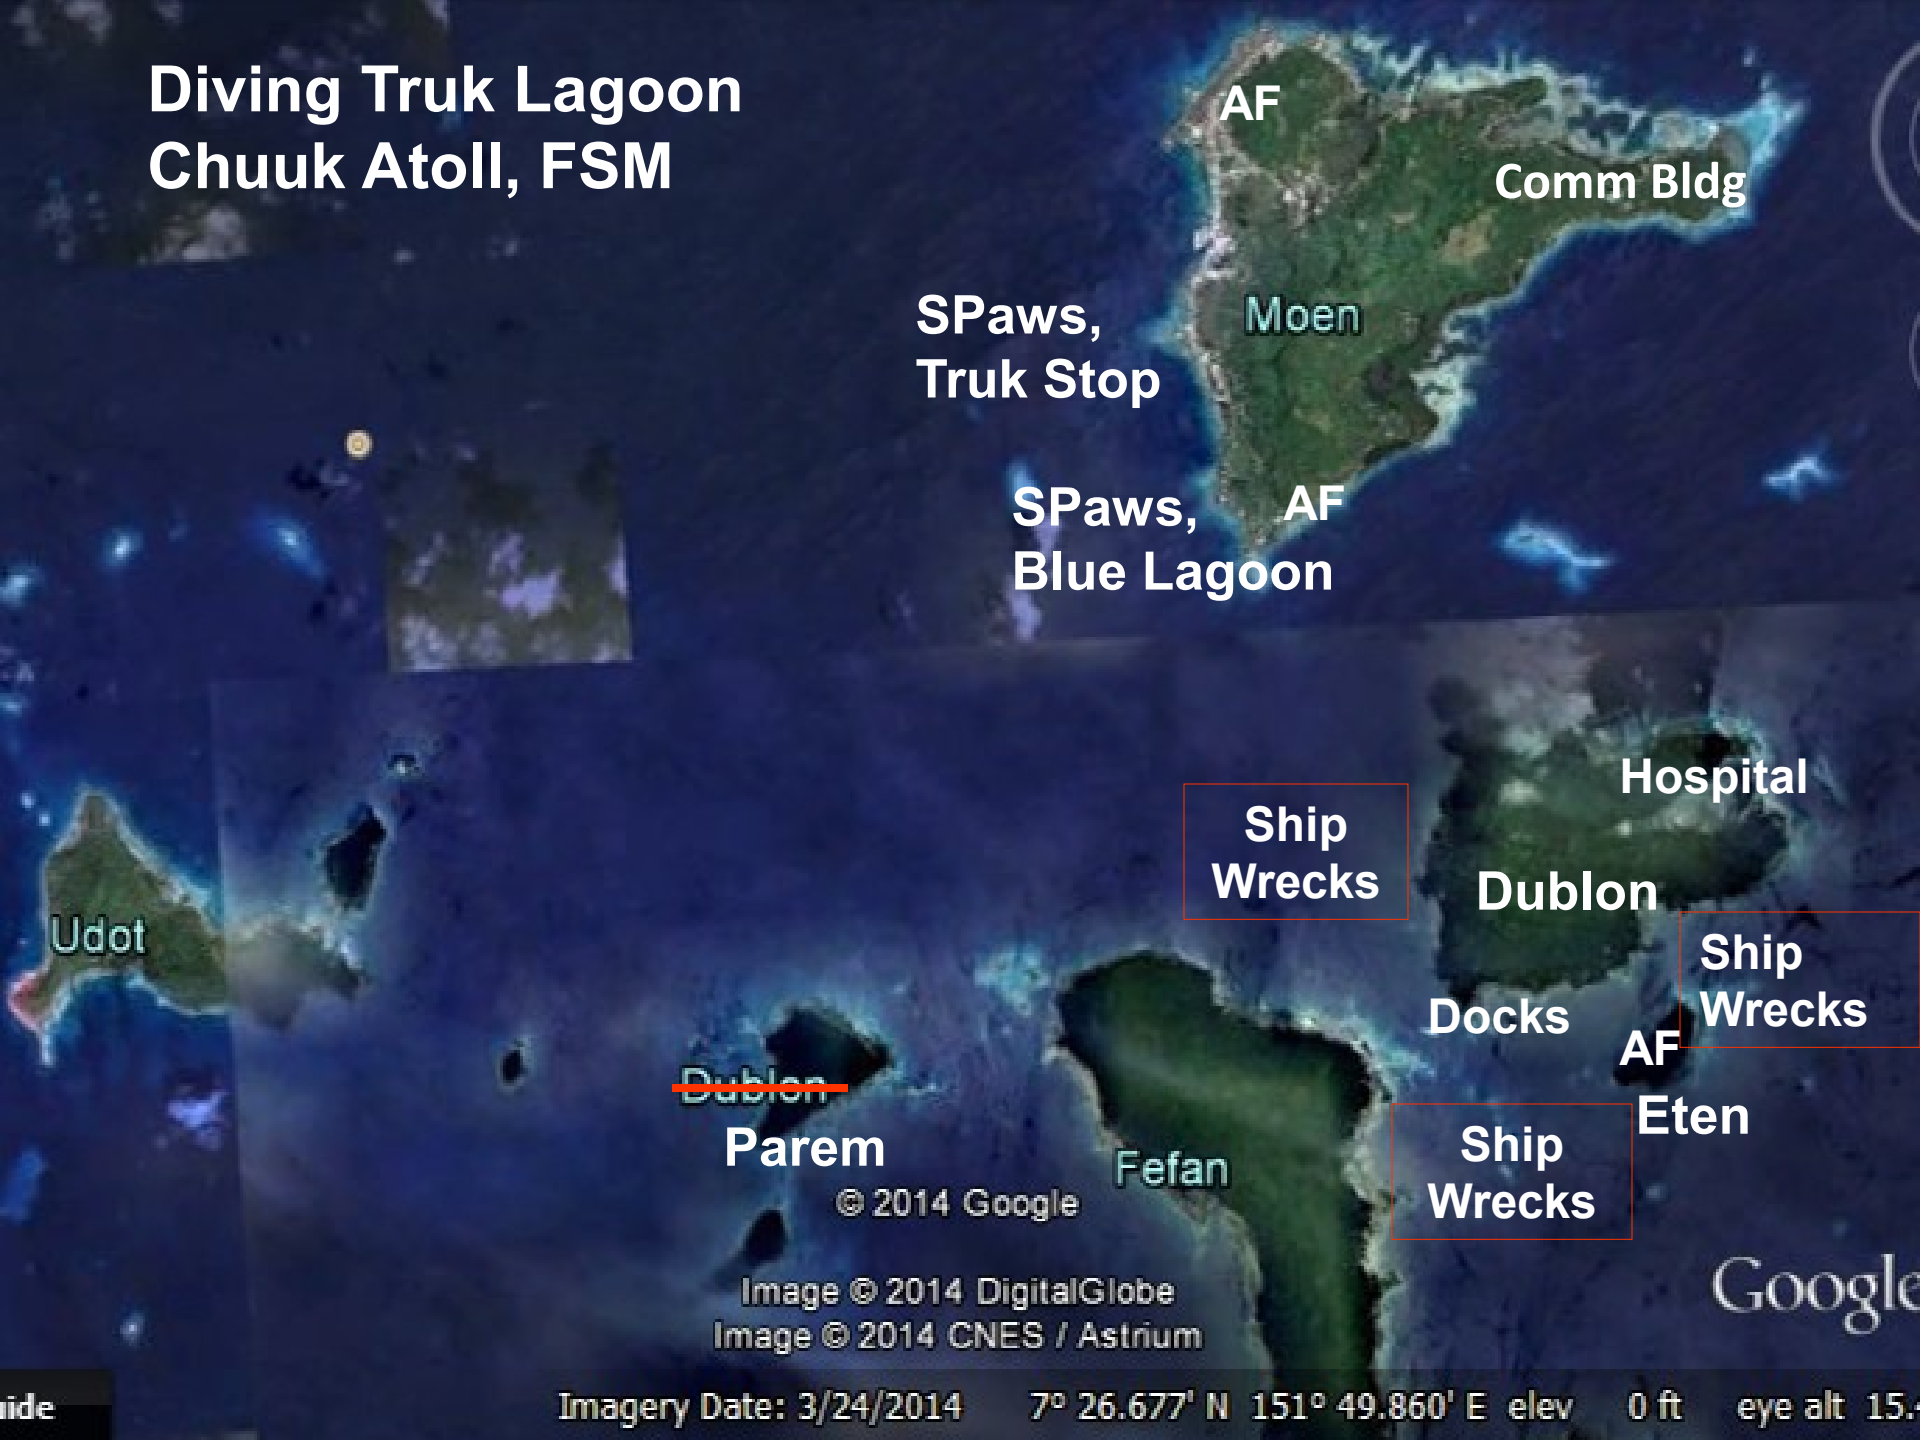 Diving Truk Lagoon
Chuuk Atoll, FSM
AF
Comm Bldg
SPaws,
Truk Stop
Moen
SPaws,
Blue Lagoon
AF
Hospital
Ship
Wrecks
Dublon
Udot
Ship
Wrecks
Docks
AF
Dublon
Parem
Eten
Fefan
Ship
Wrecks
© 2014 Google
Image © 2014 DigitalGlobe
Image © 2014 CNES / Astrium
Google
Imagery Date: 3/24/2014 7° 26.677' N 151° 49.860' E elev 0 ft eye alt